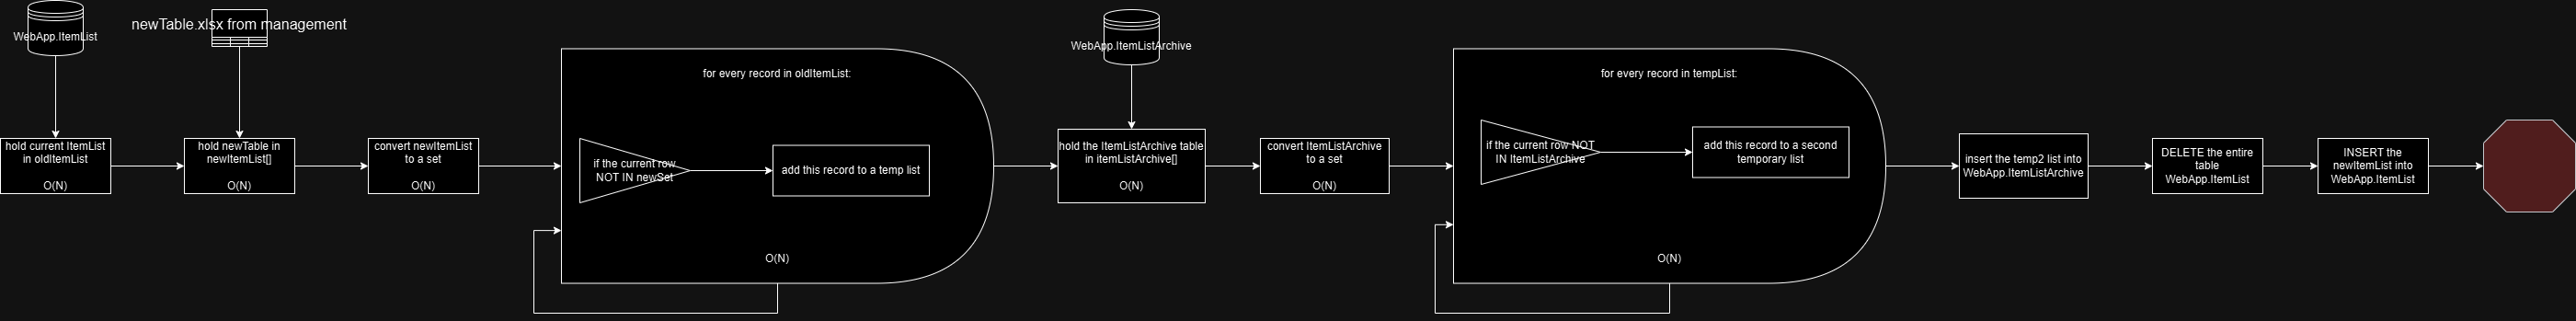 WebApp.ItemList
newTable.xlsx from management
hold current ItemList
in oldItemList
O(N)
hold newTable in
newItemList[]
O(N)
convert newItemList
to a set
O(N)
for every record in oldItemList:
if the current row
NOT IN newSet
add this record to a temp list
O(N)
WebApp.ItemListArchive
hold the ItemListArchive table
in itemListArchive[]
O(N)
convert ItemListArchive
to a set
O(N)
for every record in tempList:
if the current row NOT
IN ItemListArchive
add this record to a second
temporary list
O(N)
insert the temp2 list into
WebApp.ItemListArchive
DELETE the entire
table
WebApp.ItemList
INSERT the
newItemList into
WebApp.ItemList